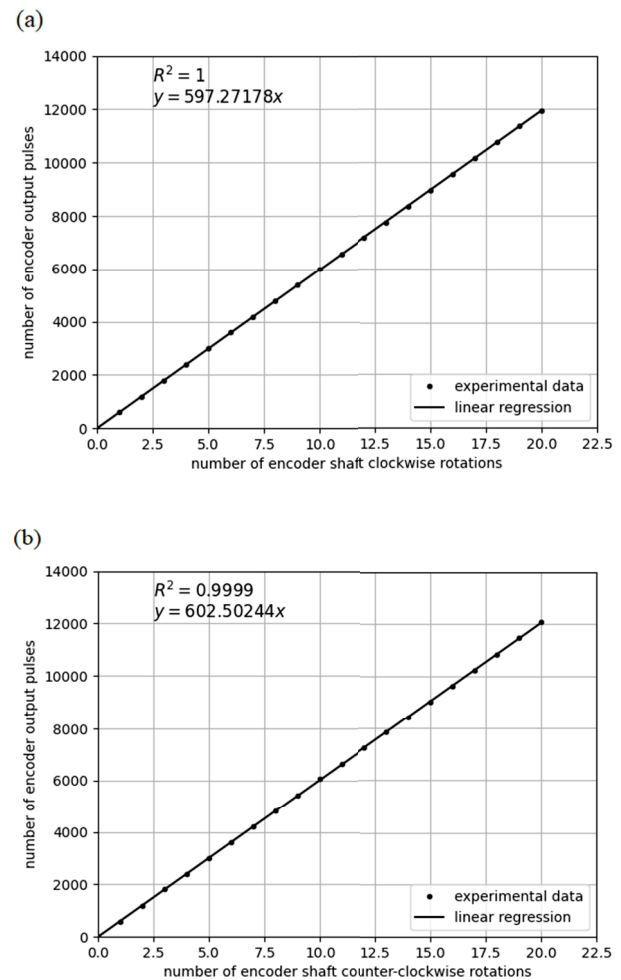 (a)
R² = 1
y = 597.27178x
14000
12000
10000
8000
6000
4000
2000
0
number of encoder output pulses
experimental data
linear regression
0.0 2.5 5.0 7.5 10.0 12.5 15.0 17.5 20.0 22.5
number of encoder shaft clockwise rotations
(b)
R² = 0.9999
y = 602.50244x
14000
12000
10000
8000
6000
4000
2000
0
number of encoder output pulses
experimental data
linear regression
0.0 2.5 5.0 7.5 10.0 12.5 15.0 17.5 20.0 22.5
number of encoder shaft counter-clockwise rotations